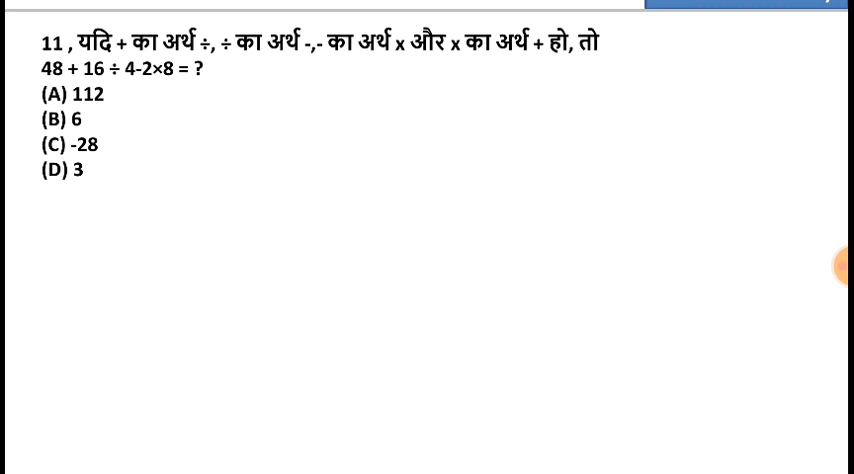 11 , यदि + का अर्थ ÷, ÷ का अर्थ -,- का अर्थ x और x का अर्थ + हो, तो
48 + 16 ÷ 4-2×8 = ?
(A) 112
(B) 6
(C) -28
(D) 3